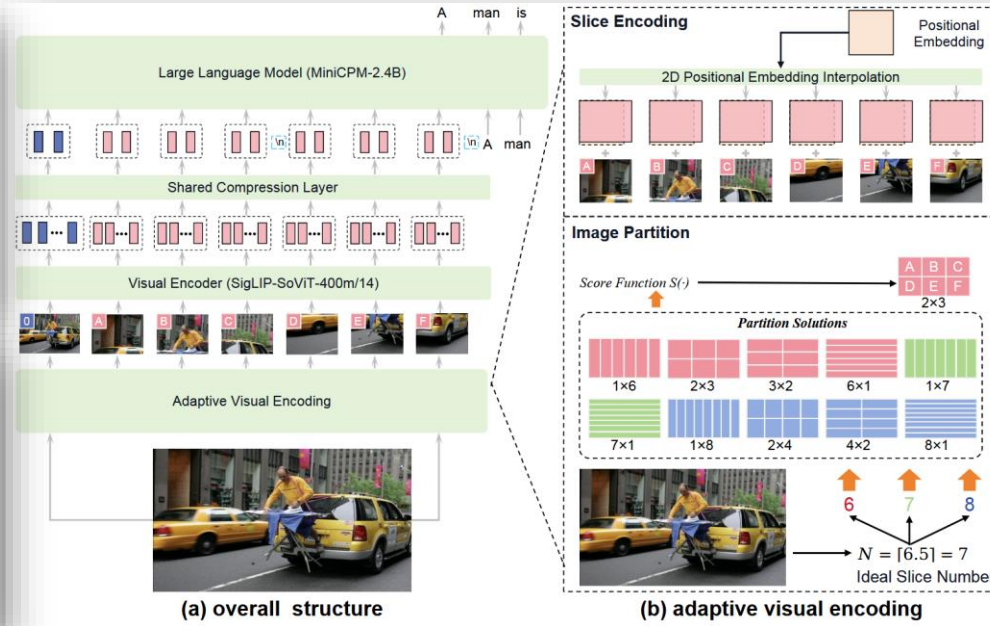 A man is
Large Language Model (MiniCPM-2.4B)
\n \n A man
Shared Compression Layer
Visual Encoder (SigLIP-SoViT-400m/14)
0 A B C D E F
Adaptive Visual Encoding
(a) overall structure
Slice Encoding
Positional
Embedding
2D Positional Embedding Interpolation
+ + + + + +
A B C D E F
Image Partition
Score Function S(·)
A B C
D E F
2×3
Partition Solutions
1×6 2×3 3×2 6×1 1×7
7×1 1×8 2×4 4×2 8×1
6 7 8
N = ⌈6.5⌉ = 7
Ideal Slice Number
(b) adaptive visual encoding